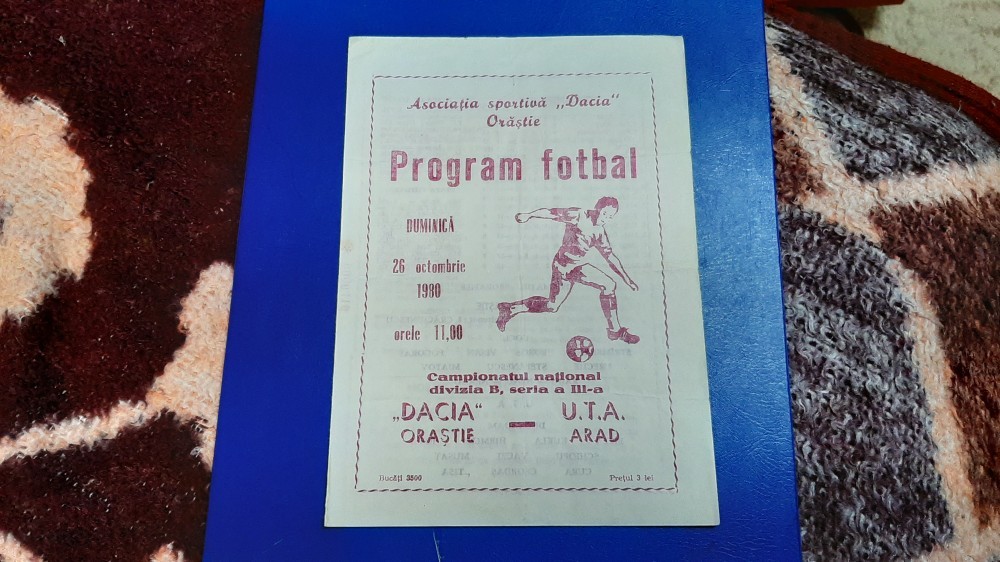 Asociația sportivă „Dacia"
Orăștie
Program fotbal
DUMINICĂ
26 octombrie
1980
orele 11,00
Campionatul național
divizia B, seria a III-a
„DACIA" — U.T.A.
ORAȘTIE ARAD
Bucăți 3500 Prețul 3 lei